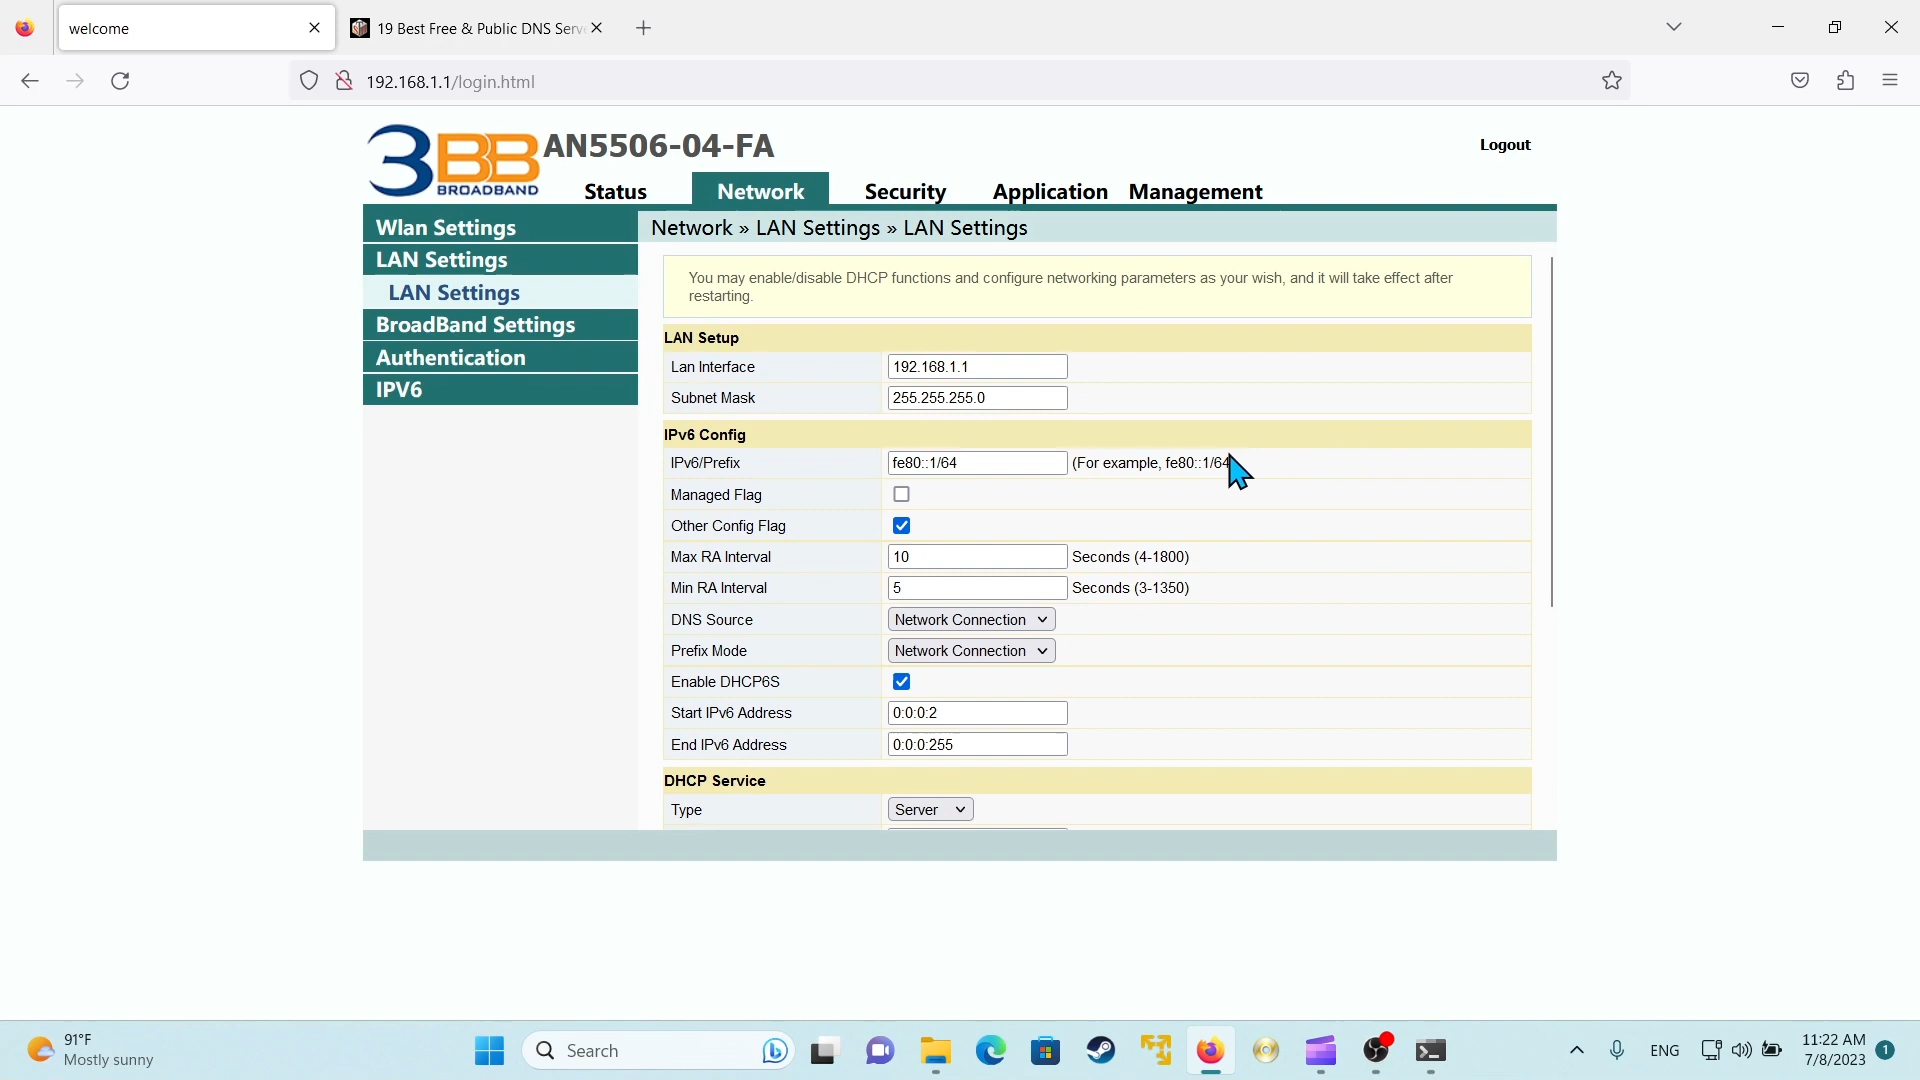 welcome
19 Best Free & Public DNS Serv
192.168.1.1/login.html
3BB
BROADBAND
AN5506-04-FA
Logout
Status
Network
Security
Application
Management
Wlan Settings
LAN Settings
LAN Settings
BroadBand Settings
Authentication
IPV6
Network » LAN Settings » LAN Settings
You may enable/disable DHCP functions and configure networking parameters as your wish, and it will take effect after
restarting.
LAN Setup
Lan Interface 192.168.1.1
Subnet Mask 255.255.255.0
IPv6 Config
IPv6/Prefix fe80::1/64 (For example, fe80::1/64
Managed Flag
Other Config Flag
Max RA Interval 10 Seconds (4-1800)
Min RA Interval 5 Seconds (3-1350)
DNS Source Network Connection
Prefix Mode Network Connection
Enable DHCP6S
Start IPv6 Address 0:0:0:2
End IPv6 Address 0:0:0:255
DHCP Service
Type Server
91°F
Mostly sunny
Search
ENG
11:22 AM
7/8/2023
1